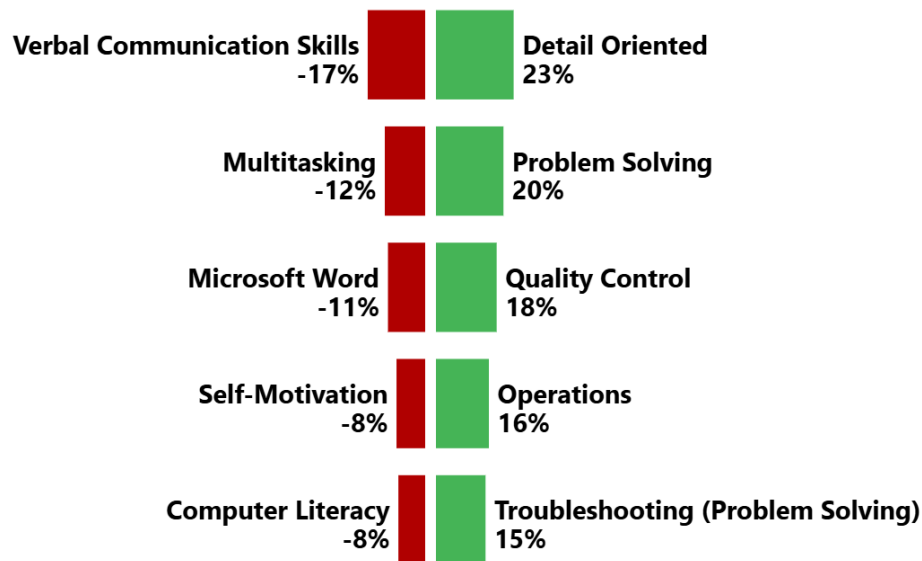 Verbal Communication Skills
-17%
Detail Oriented
23%
Multitasking
-12%
Problem Solving
20%
Microsoft Word
-11%
Quality Control
18%
Self-Motivation
-8%
Operations
16%
Computer Literacy
-8%
Troubleshooting (Problem Solving)
15%